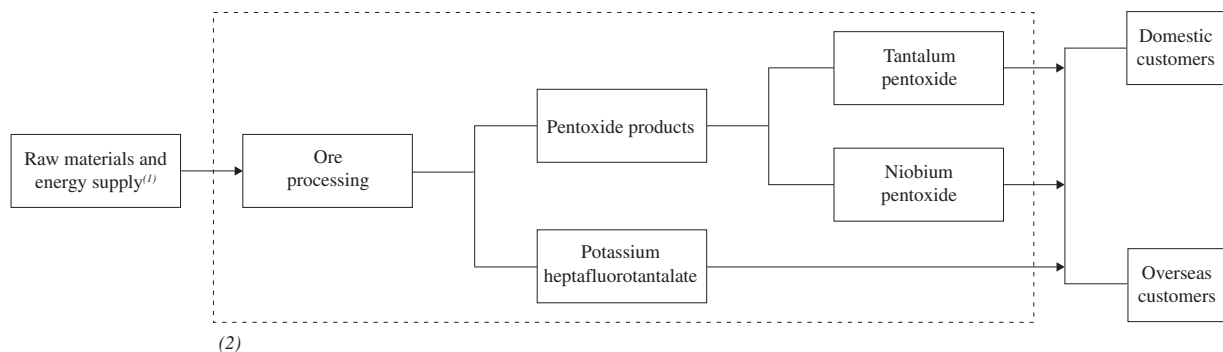 Raw materials and
energy supply(1)
Ore
processing
Pentoxide products
Potassium
heptafluorotantalate
Tantalum
pentoxide
Niobium
pentoxide
Domestic
customers
Overseas
customers
(2)